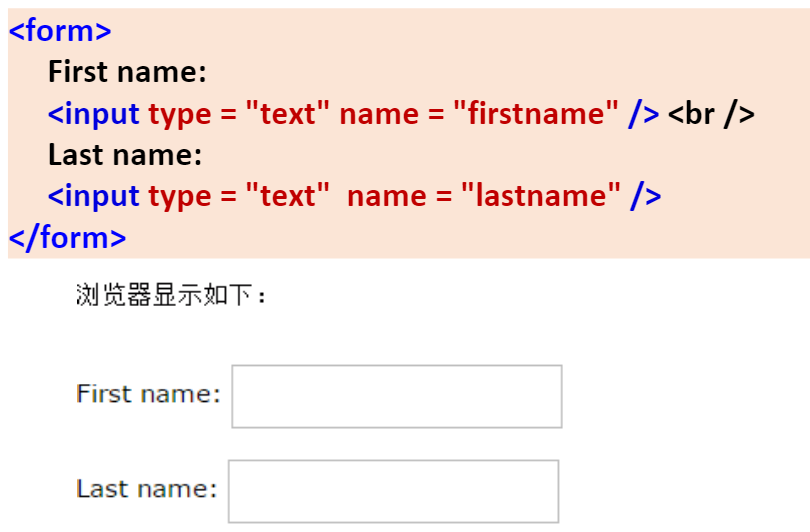 <form>
First name:
<input type = "text" name = "firstname" /> <br />
Last name:
<input type = "text"  name = "lastname" />
</form>
浏览器显示如下：
First name:
Last name: